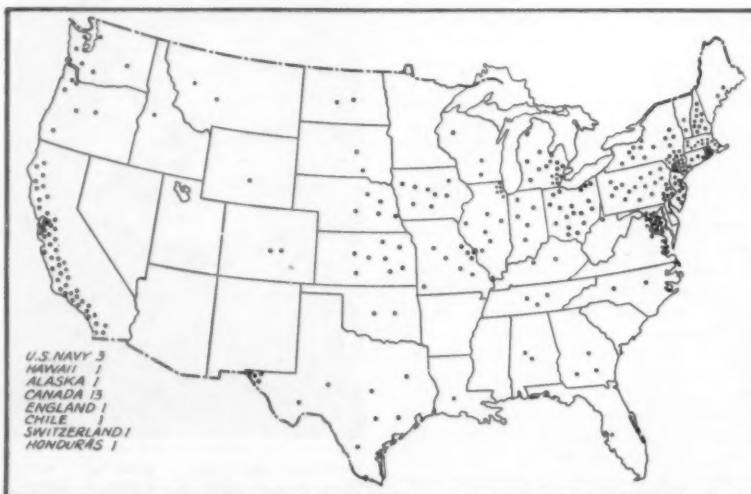 U.S. NAVY 3
HAWAII 1
ALASKA 1
CANADA 13
ENGLAND 1
CHILE 1
SWITZERLAND 1
HONDURAS 1